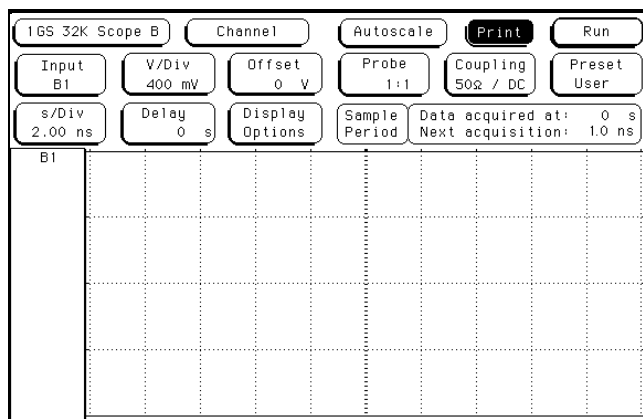 1GS 32K Scope B Channel Autoscale Print Run
Input V/Div Offset Probe Coupling Preset
B1 400 mV 0 V 1:1 50Ω / DC User
s/Div Delay Display Sample Data acquired at: 0 s
2.00 ns 0 s Options Period Next acquisition: 1.0 ns
B1